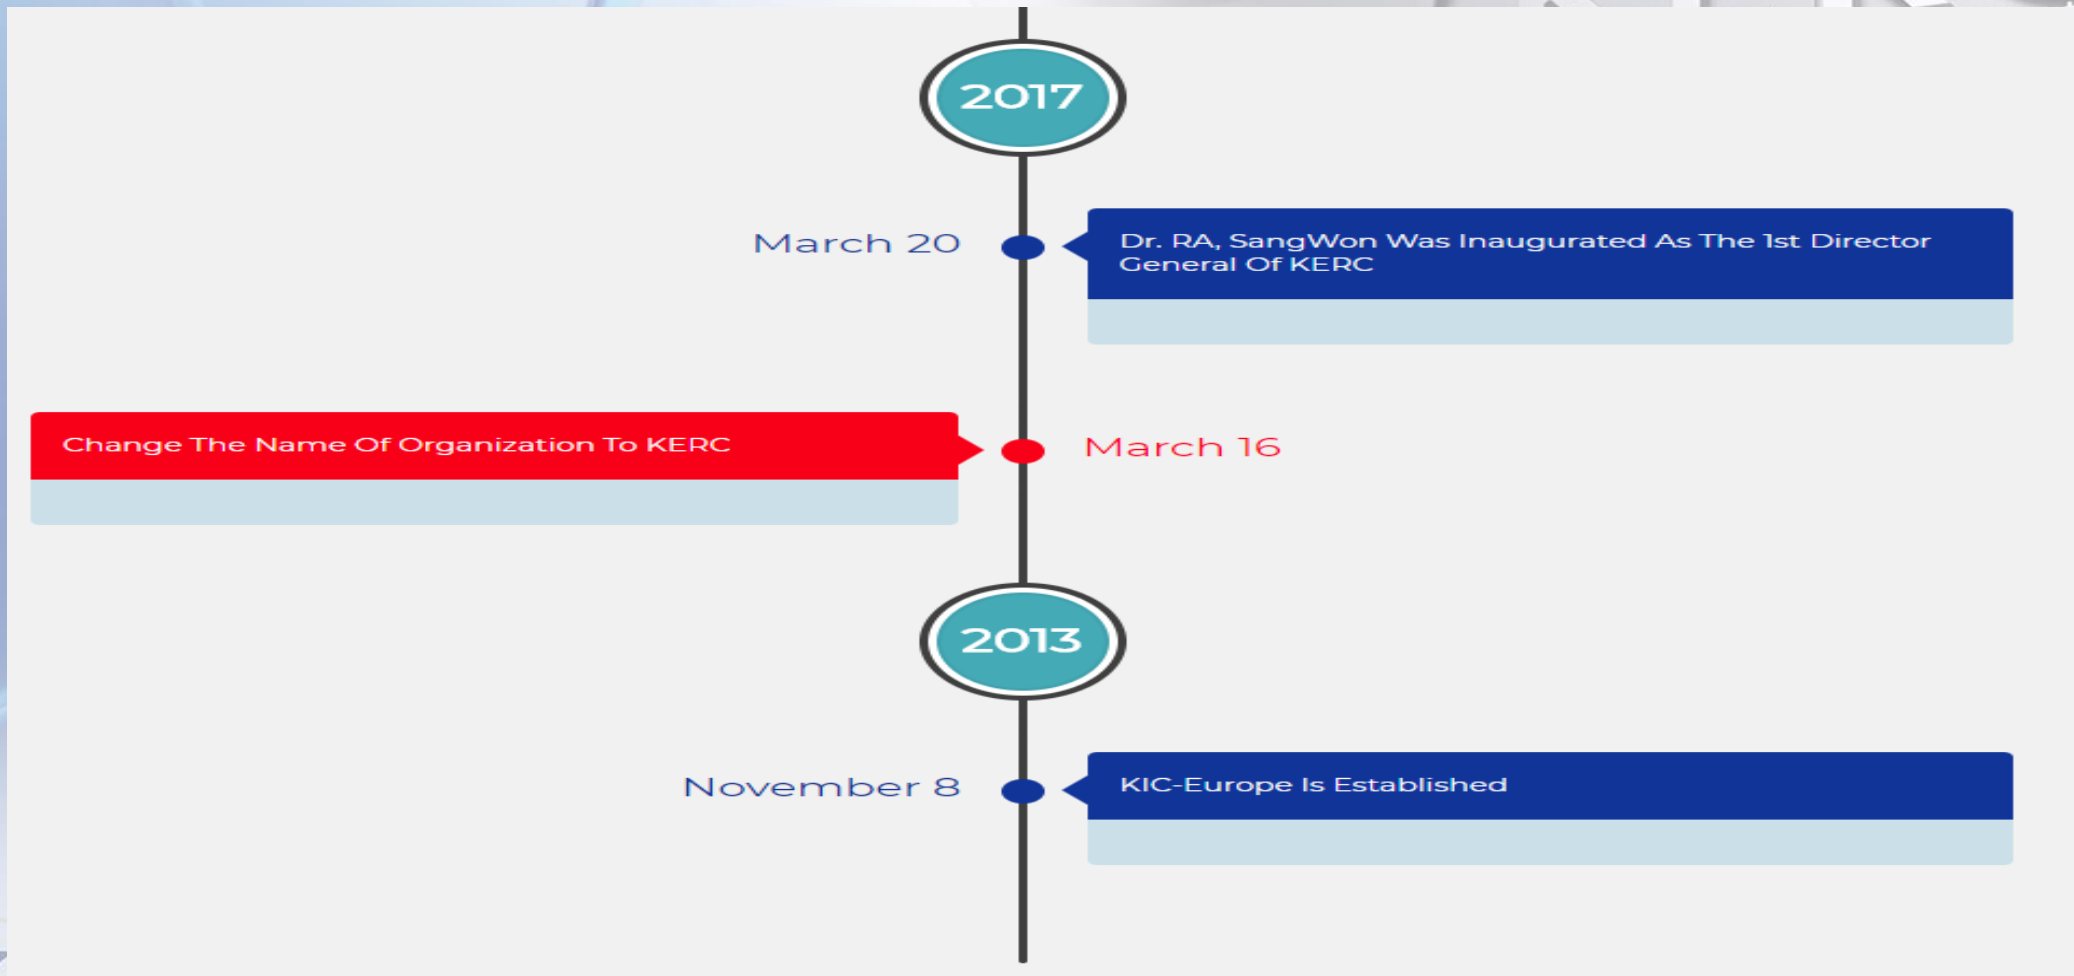 2017
March 20
Dr. RA, SangWon Was Inaugurated As The 1st Director
General Of KERC
Change The Name Of Organization To KERC
March 16
2013
November 8
KIC-Europe Is Established